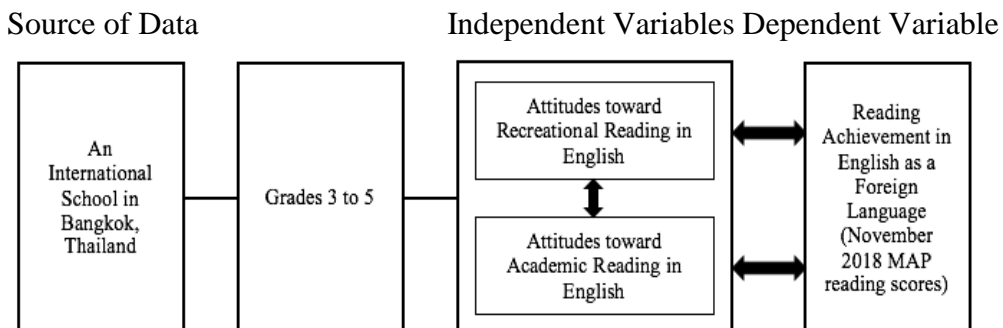 Source of Data
Independent Variables Dependent Variable
An
International
School in
Bangkok,
Thailand
Grades 3 to 5
Attitudes toward
Recreational Reading in
English
Attitudes toward
Academic Reading in
English
Reading
Achievement in
English as a
Foreign
Language
(November
2018 MAP
reading scores)